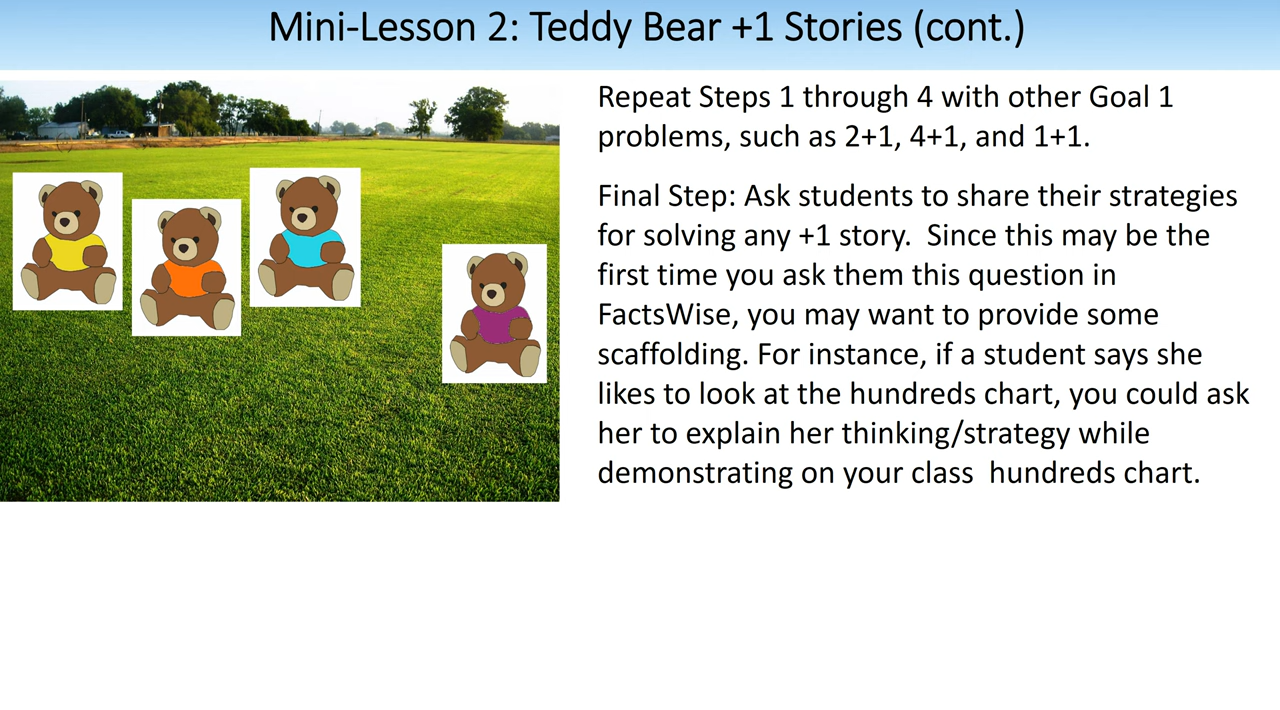 Mini-Lesson 2: Teddy Bear +1 Stories (cont.)
Repeat Steps 1 through 4 with other Goal 1
problems, such as 2+1, 4+1, and 1+1.
Final Step: Ask students to share their strategies
for solving any +1 story.  Since this may be the
first time you ask them this question in
FactsWise, you may want to provide some
scaffolding. For instance, if a student says she
likes to look at the hundreds chart, you could ask
her to explain her thinking/strategy while
demonstrating on your class  hundreds chart.